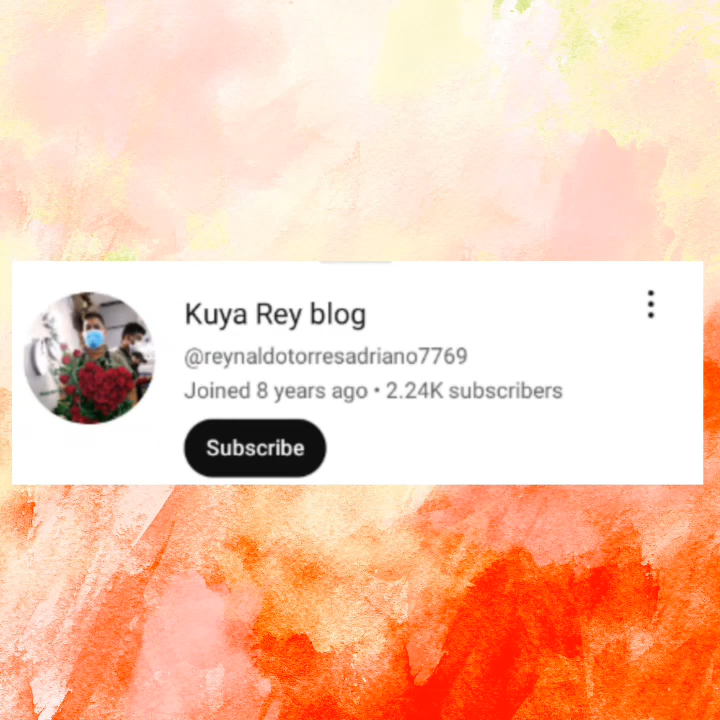 Kuya Rey blog
@reynaldotorresadriano7769
Joined 8 years ago • 2.24K subscribers
Subscribe